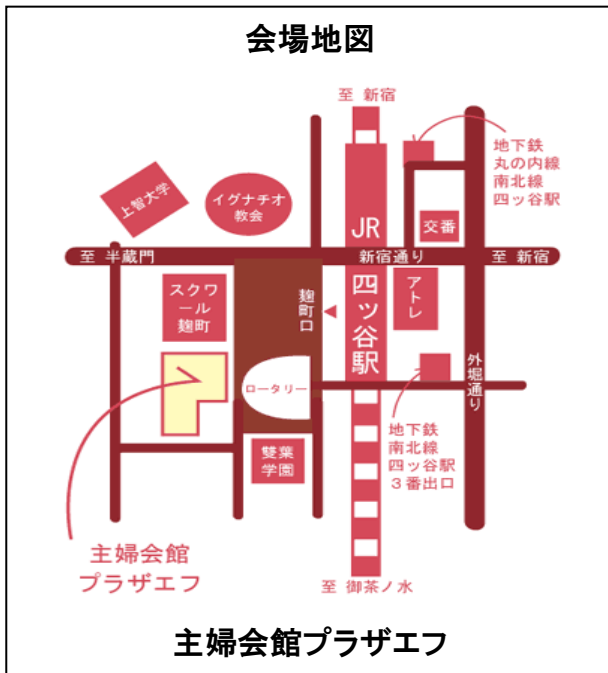 会場地図
至 新宿
地下鉄
丸の内線
南北線
四ッ谷駅
上智大学
イグナチオ
教会
JR
四ッ谷駅
交番
至 半蔵門
新宿通り
至 新宿
スクワ
ール
麹町
麹町口
アトレ
外堀通り
ロータリー
地下鉄
南北線
四ッ谷駅
３番出口
雙葉
学園
主婦会館
プラザエフ
至 御茶ノ水
主婦会館プラザエフ